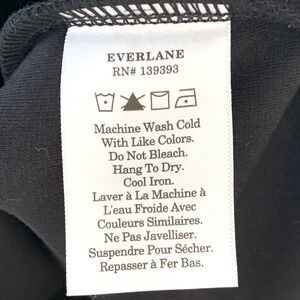 EVERLANE
RN# 139393
Machine Wash Cold
With Like Colors.
Do Not Bleach.
Hang To Dry.
Cool Iron.
Laver À La Machine À
L'eau Froide Avec
Couleurs Similaires.
Ne Pas Javelliser.
Suspendre Pour Sécher.
Repasser À Fer Bas.